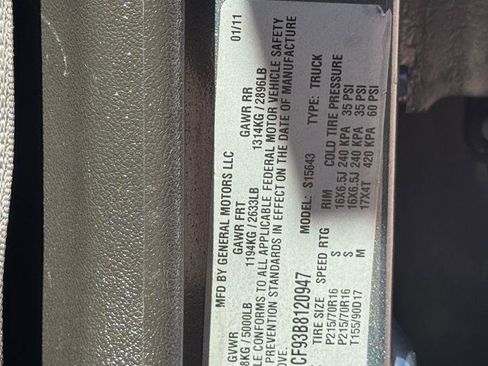 MFD BY GENERAL MOTORS LLC 01/11
GVWR GAWR FRT GAWR RR
8KG / 5000LB 1194KG / 2633LB 1314KG / 2896LB
LE CONFORMS TO ALL APPLICABLE FEDERAL MOTOR VEHICLE SAFETY
PREVENTION STANDARDS IN EFFECT ON THE DATE OF MANUFACTURE
OVE.
CF93B8120947 MODEL: S15643 TYPE: TRUCK
TIRE SIZE SPEED RTG RIM COLD TIRE PRESSURE
P215/70R16 S 16X6.5J 240 KPA 35 PSI
P215/70R16 S 16X6.5J 240 KPA 35 PSI
T155/90D17 M 17X4T 420 KPA 60 PSI